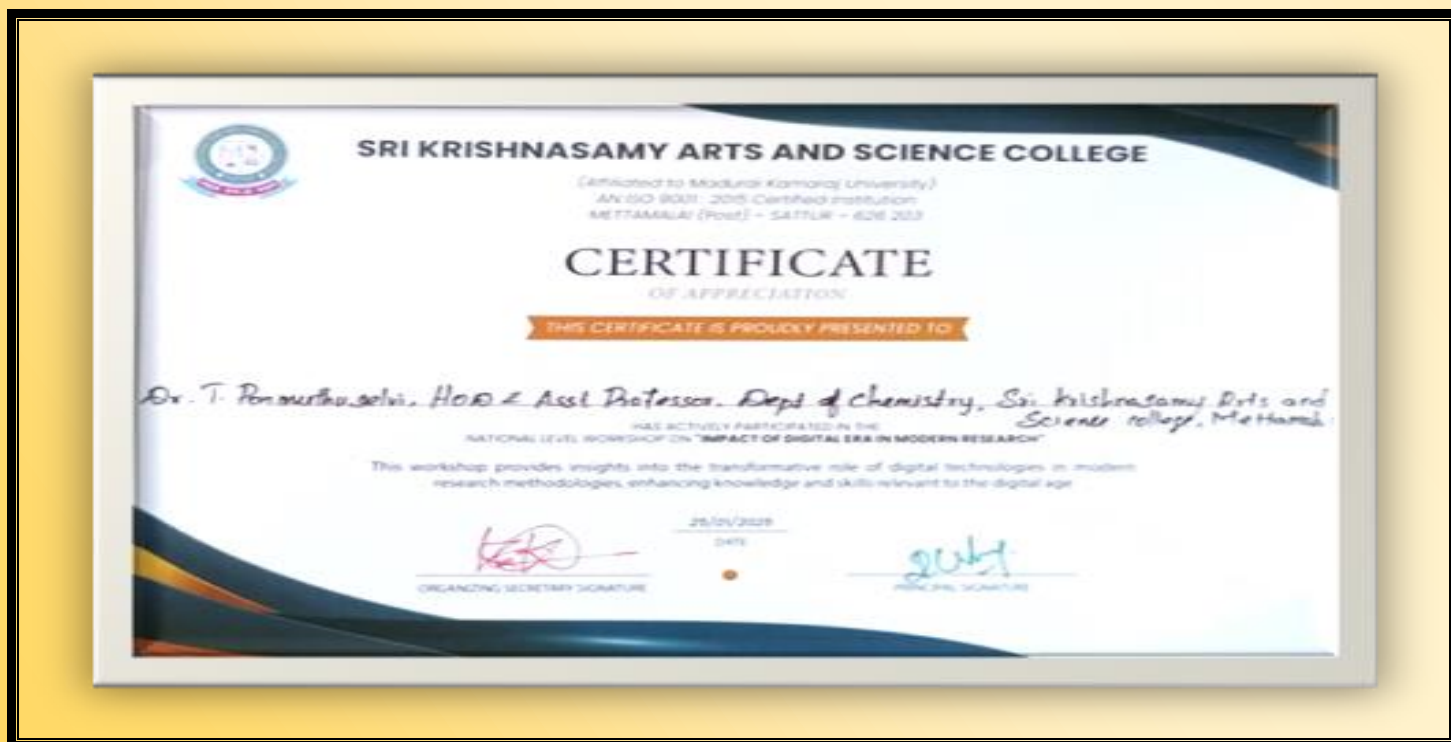 SRI KRISHNASAMY ARTS AND SCIENCE COLLEGE
(Affiliated to Madurai Kamaraj University)
AN ISO 9001 : 2015 Certified Institution
METTAMALAI (Post) - SATTUR - 626 203
CERTIFICATE
OF APPRECIATION
THIS CERTIFICATE IS PROUDLY PRESENTED TO
Dr. T. Ponmuthuselvi, HOD & Asst Professor, Dept of Chemistry, Sri Krishnasamy Arts and
Science college,
HAS ACTIVELY PARTICIPATED IN THE
NATIONAL LEVEL WORKSHOP ON "IMPACT OF DIGITAL ERA IN MODERN RESEARCH"
This workshop provides insights into the transformative role of digital technologies in modern
research methodologies, enhancing knowledge and skills relevant to the digital age
DATE
ORGANIZING SECRETARY SIGNATURE
PRINCIPAL SIGNATURE